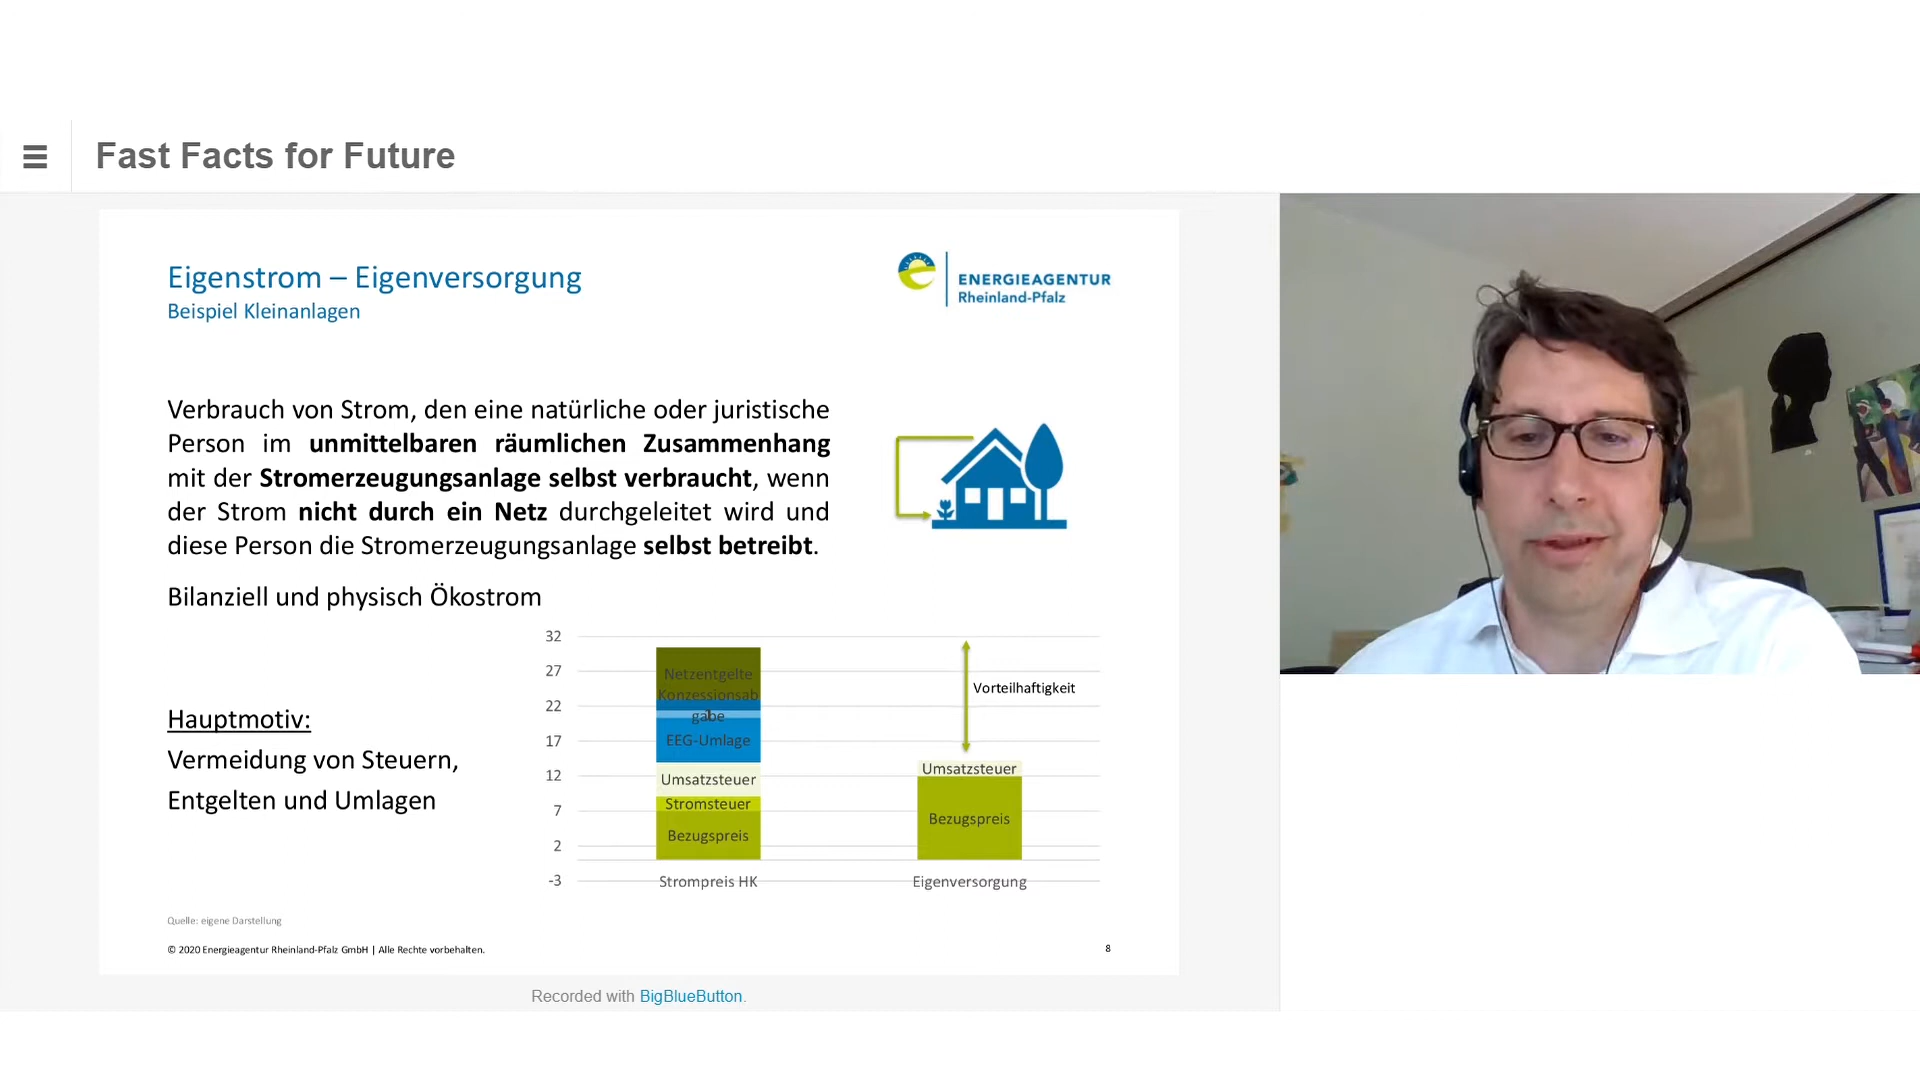 Fast Facts for Future
Eigenstrom – Eigenversorgung
Beispiel Kleinanlagen
ENERGIEAGENTUR
Rheinland-Pfalz
Verbrauch von Strom, den eine natürliche oder juristische
Person im unmittelbaren räumlichen Zusammenhang
mit der Stromerzeugungsanlage selbst verbraucht, wenn
der Strom nicht durch ein Netz durchgeleitet wird und
diese Person die Stromerzeugungsanlage selbst betreibt.
Bilanziell und physisch Ökostrom
Hauptmotiv:
Vermeidung von Steuern,
Entgelten und Umlagen
32
27
22
17
12
7
2
-3
Netzentgelte
Konzessionsab
gabe
EEG-Umlage
Umsatzsteuer
Stromsteuer
Bezugspreis
Strompreis HK
Vorteilhaftigkeit
Umsatzsteuer
Bezugspreis
Eigenversorgung
Quelle: eigene Darstellung
© 2020 Energieagentur Rheinland-Pfalz GmbH | Alle Rechte vorbehalten.
8
Recorded with BigBlueButton.